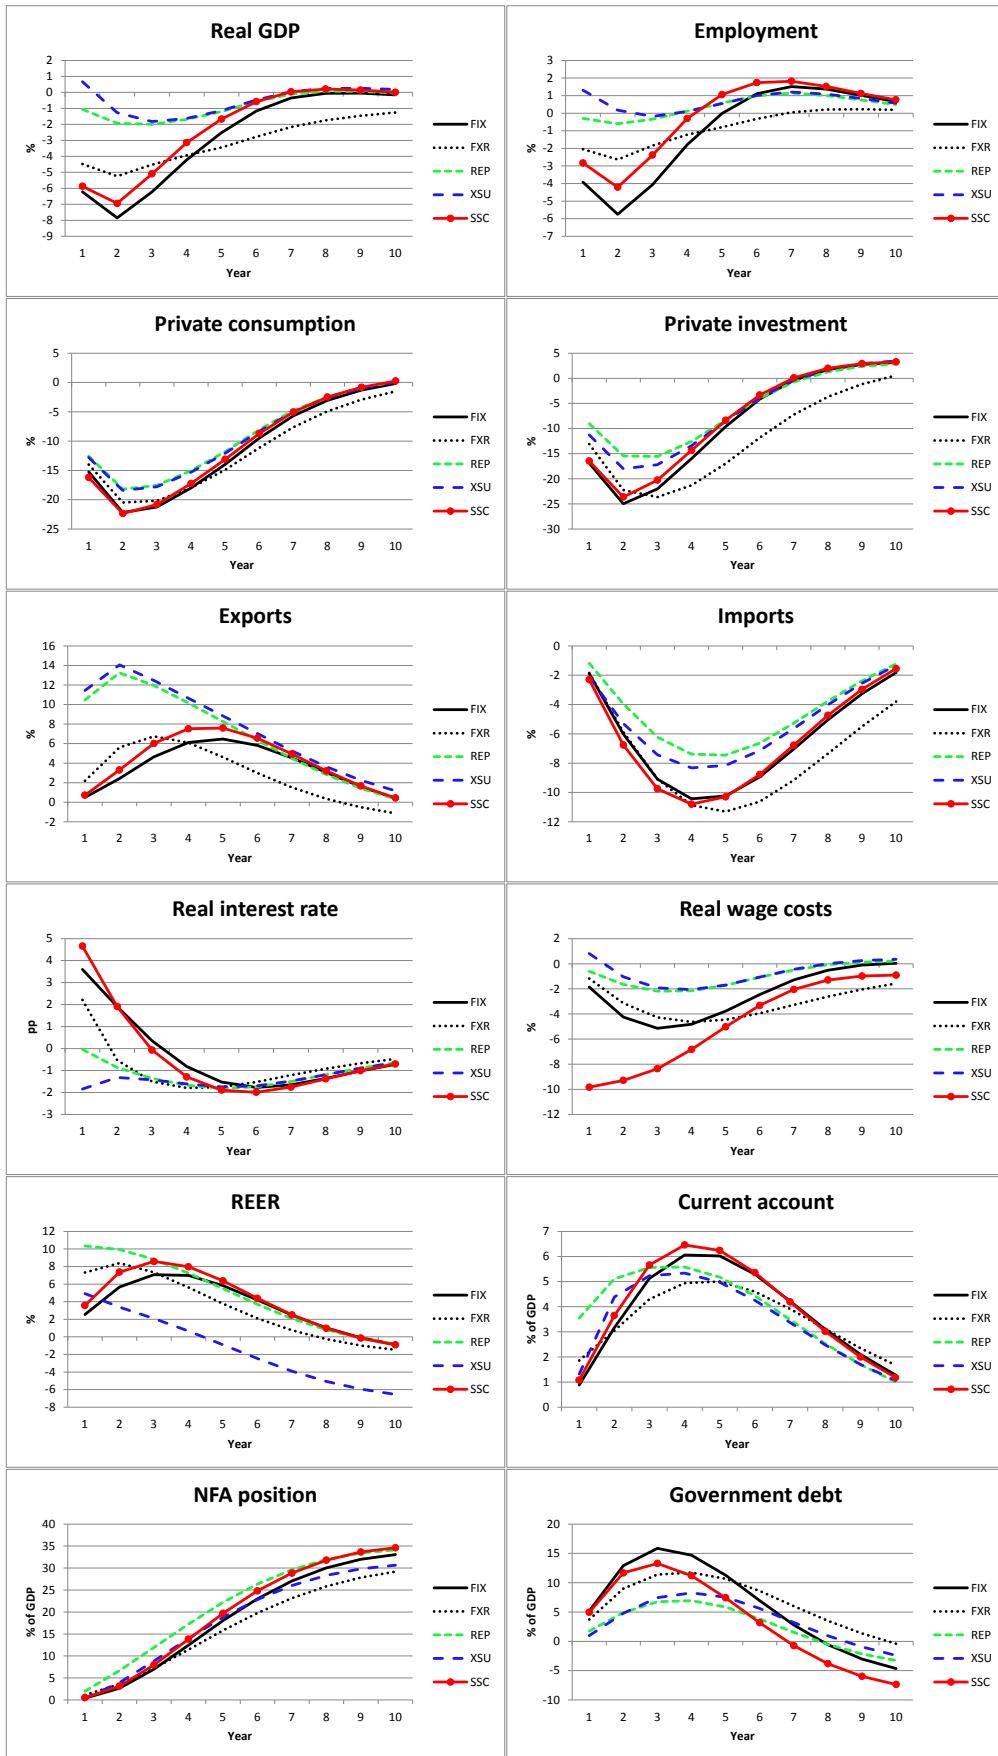 Real GDP
2
1
0
-1
-2
-3
-4
-5
-6
-7
-8
-9
%
1 2 3 4 5 6 7 8 9 10
Year
FIX
FXR
REP
XSU
SSC
Employment
3
2
1
0
-1
-2
-3
-4
-5
-6
-7
%
1 2 3 4 5 6 7 8 9 10
Year
FIX
FXR
REP
XSU
SSC
Private consumption
5
0
-5
-10
-15
-20
-25
%
1 2 3 4 5 6 7 8 9 10
Year
FIX
FXR
REP
XSU
SSC
Private investment
5
0
-5
-10
-15
-20
-25
-30
%
1 2 3 4 5 6 7 8 9 10
Year
FIX
FXR
REP
XSU
SSC
Exports
16
14
12
10
8
6
4
2
0
-2
%
1 2 3 4 5 6 7 8 9 10
Year
FIX
FXR
REP
XSU
SSC
Imports
0
-2
-4
-6
-8
-10
-12
%
1 2 3 4 5 6 7 8 9 10
Year
FIX
FXR
REP
XSU
SSC
Real interest rate
5
4
3
2
1
0
-1
-2
-3
pp
1 2 3 4 5 6 7 8 9 10
Year
FIX
FXR
REP
XSU
SSC
Real wage costs
2
0
-2
-4
-6
-8
-10
-12
%
1 2 3 4 5 6 7 8 9 10
Year
FIX
FXR
REP
XSU
SSC
REER
12
10
8
6
4
2
0
-2
-4
-6
-8
%
1 2 3 4 5 6 7 8 9 10
Year
FIX
FXR
REP
XSU
SSC
Current account
7
6
5
4
3
2
1
0
% of GDP
1 2 3 4 5 6 7 8 9 10
Year
FIX
FXR
REP
XSU
SSC
NFA position
40
35
30
25
20
15
10
5
0
% of GDP
1 2 3 4 5 6 7 8 9 10
Year
FIX
FXR
REP
XSU
SSC
Government debt
20
15
10
5
0
-5
-10
% of GDP
1 2 3 4 5 6 7 8 9 10
Year
FIX
FXR
REP
XSU
SSC